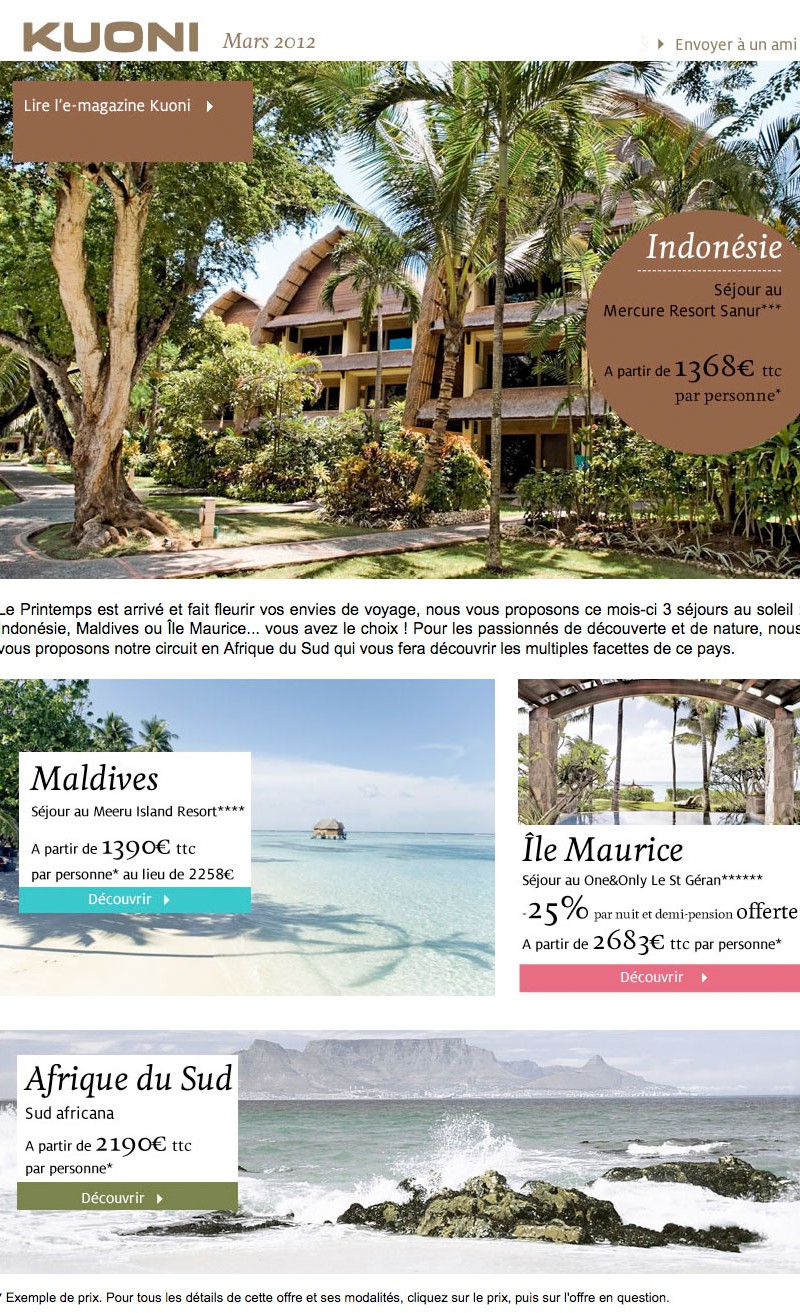 KUONI Mars 2012
Envoyer à un ami
Lire l'e-magazine Kuoni
Indonésie
Séjour au
Mercure Resort Sanur***
A partir de 1368€ ttc
par personne*
Le Printemps est arrivé et fait fleurir vos envies de voyage, nous vous proposons ce mois-ci 3 séjours au soleil :
Indonésie, Maldives ou Île Maurice... vous avez le choix ! Pour les passionnés de découverte et de nature, nous
vous proposons notre circuit en Afrique du Sud qui vous fera découvrir les multiples facettes de ce pays.
Maldives
Séjour au Meeru Island Resort****
A partir de 1390€ ttc
par personne* au lieu de 2258€
Découvrir
Île Maurice
Séjour au One&Only Le St Géran******
-25% par nuit et demi-pension offerte
A partir de 2683€ ttc par personne*
Découvrir
Afrique du Sud
Sud africana
A partir de 2190€ ttc
par personne*
Découvrir
* Exemple de prix. Pour tous les détails de cette offre et ses modalités, cliquez sur le prix, puis sur l'offre en question.